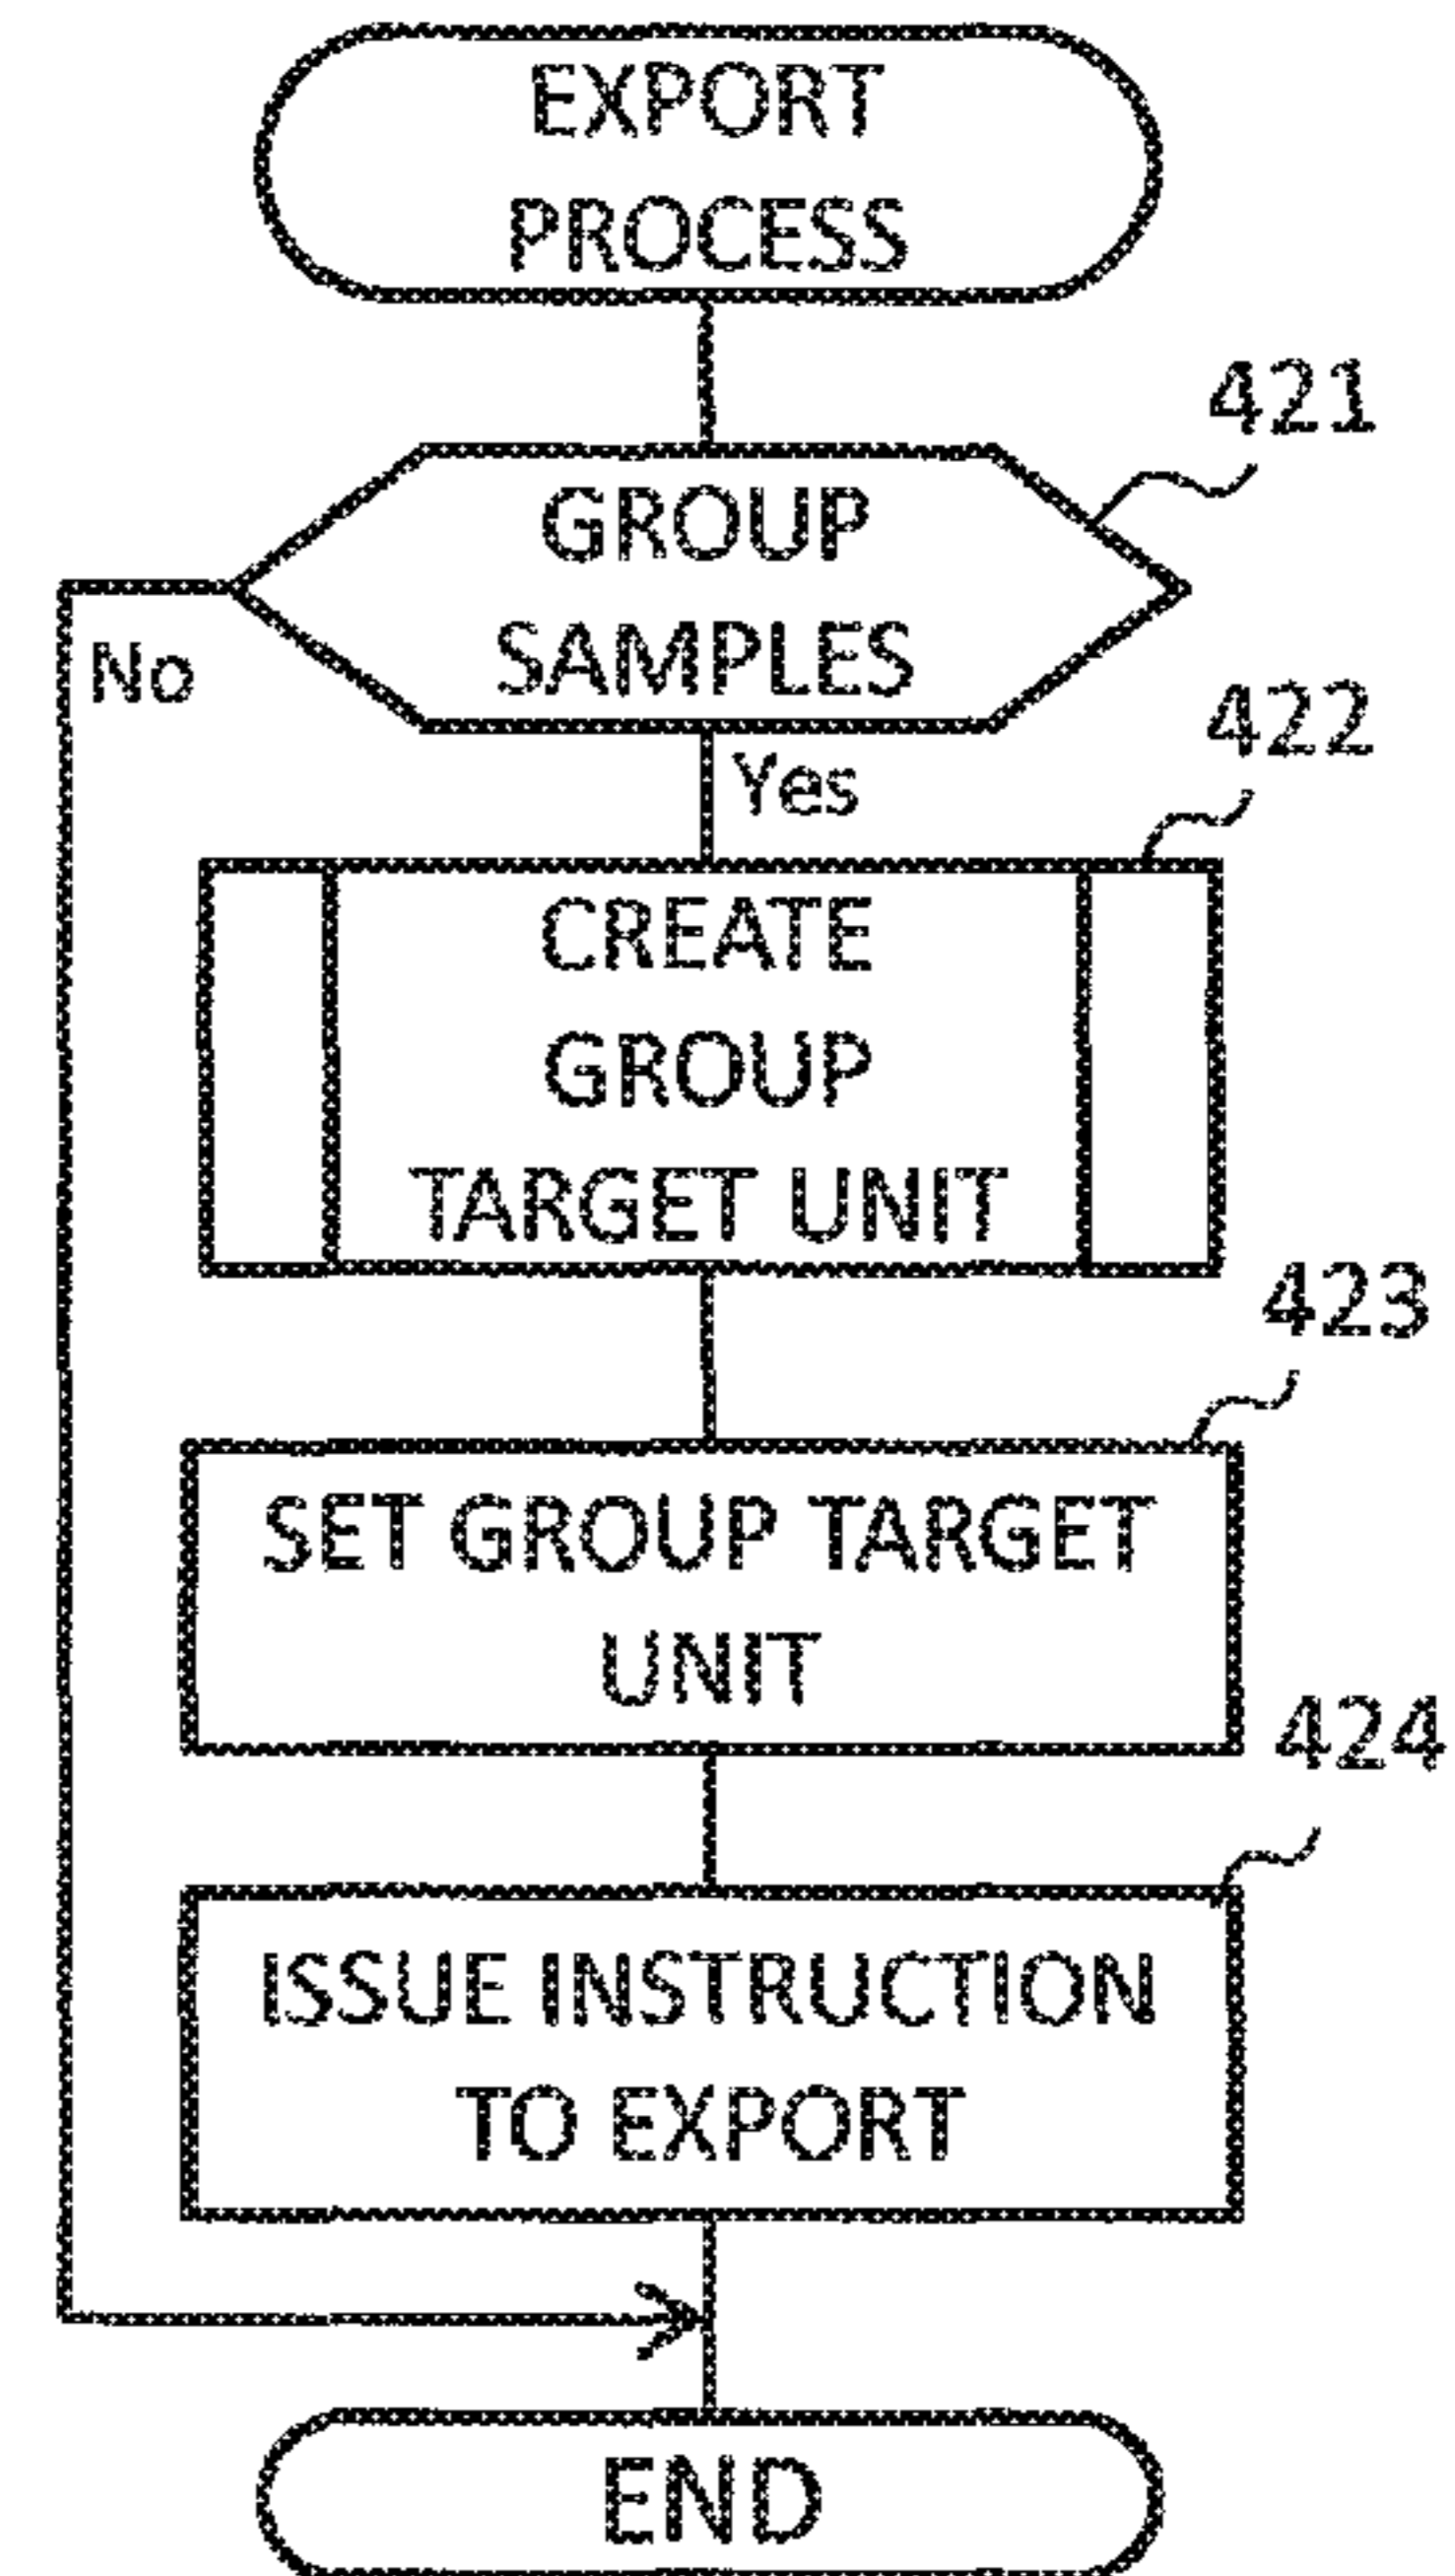 EXPORT
PROCESS
421
GROUP
SAMPLES
No
422
Yes
CREATE
GROUP
TARGET UNIT
423
SET GROUP TARGET
UNIT
424
ISSUE INSTRUCTION
TO EXPORT
END